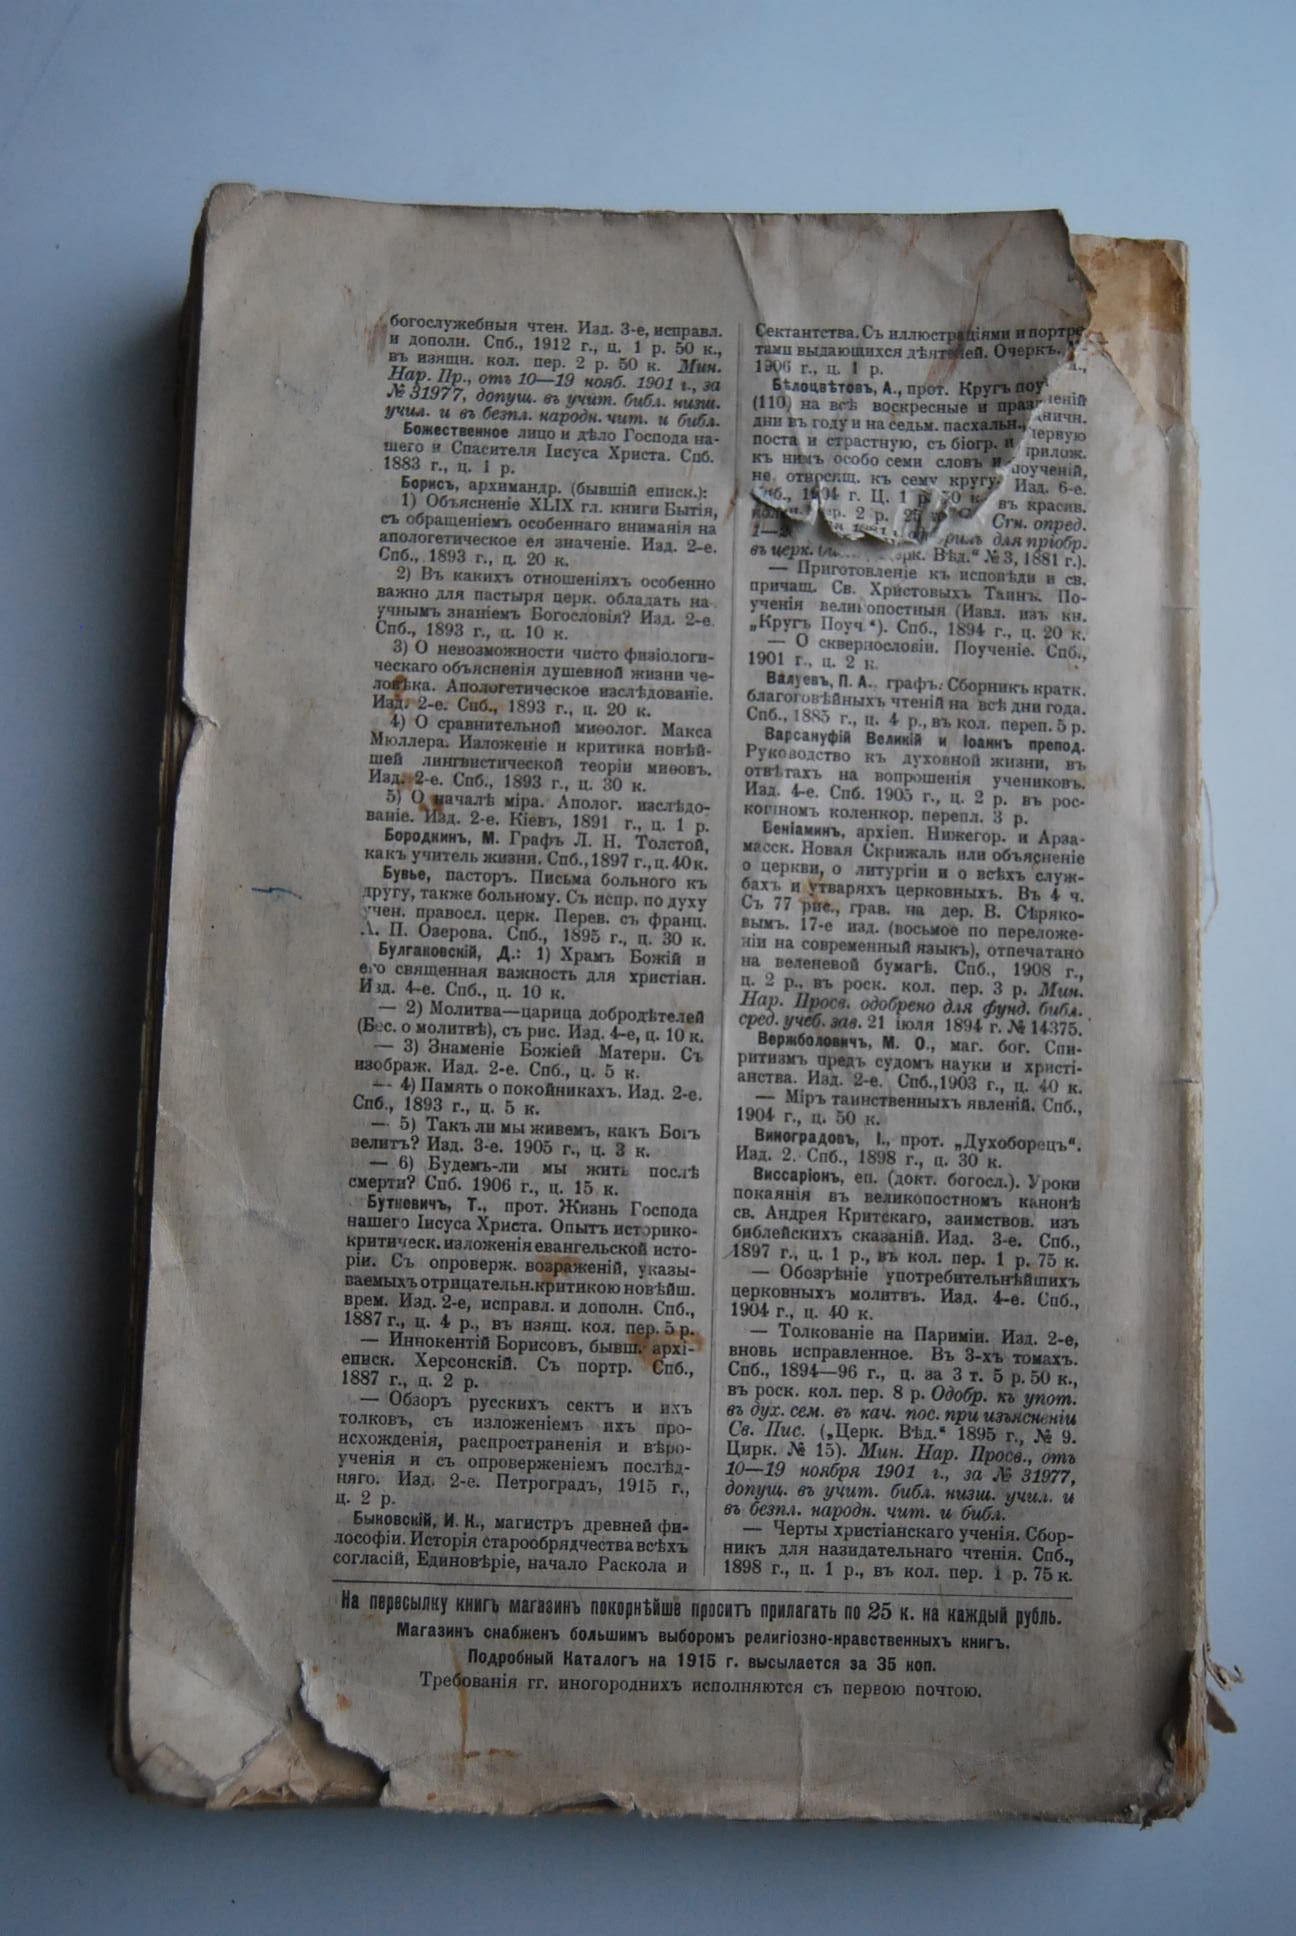 богослужебныя чтен. Изд. 3-е, исправл.
и дополн. Спб., 1912 г., ц. 1 р. 50 к.,
въ изящн. кол. пер. 2 р. 50 к. Мин.
Нар. Пр., отъ 10—19 нояб. 1901 г., за
№ 31977, допущ. въ учит. библ. низш.
учил. и въ безпл. народн. чит. и библ.
Божественное лицо и дѣло Господа на-
шего и Спасителя Іисуса Христа. Спб.
1883 г., ц. 1 р.
Борисъ, архимандр. (бывшій еписк.):
1) Объясненіе XLIX гл. книги Бытія,
съ обращеніемъ особеннаго вниманія на
апологетическое ея значеніе. Изд. 2-е.
Спб., 1893 г., ц. 20 к.
2) Въ какихъ отношеніяхъ особенно
важно для пастыря церк. обладать на-
учнымъ знаніемъ Богословія? Изд. 2-е.
Спб., 1893 г., ц. 10 к.
3) О невозможности чисто физіологи-
ческаго объясненія душевной жизни че-
ловѣка. Апологетическое изслѣдованіе.
Изд. 2-е. Спб., 1893 г., ц. 20 к.
4) О сравнительной миѳолог. Макса
Мюллера. Изложеніе и критика новѣй-
шей лингвистической теоріи миѳовъ.
Изд. 2-е. Спб., 1893 г., ц. 30 к.
5) О началѣ міра. Аполог. изслѣдо-
ваніе. Изд. 2-е. Кіевъ, 1891 г., ц. 1 р.
Бородкинъ, М. Графъ Л. Н. Толстой,
какъ учитель жизни. Спб., 1897 г., ц. 40 к.
Бувье, пасторъ. Письма больного къ
другу, также больному. Съ испр. по духу
учен. правосл. церк. Перев. съ франц.
А. П. Озерова. Спб., 1895 г., ц. 30 к.
Булгаковскій, Д.: 1) Храмъ Божій и
его священная важность для христіан.
Изд. 4-е. Спб., ц. 10 к.
— 2) Молитва—царица добродѣтелей
(Бес. о молитвѣ), съ рис. Изд. 4-е, ц. 10 к.
— 3) Знаменіе Божіей Матери. Съ
изображ. Изд. 2-е. Спб., ц. 5 к.
— 4) Память о покойникахъ. Изд. 2-е.
Спб., 1893 г., ц. 5 к.
— 5) Такъ ли мы живемъ, какъ Богъ
велитъ? Изд. 3-е. 1905 г., ц. 3 к.
— 6) Будемъ-ли мы жить послѣ
смерти? Спб. 1906 г., ц. 15 к.
Буткевичъ, Т., прот. Жизнь Господа
нашего Іисуса Христа. Опытъ историко-
критическ. изложенія евангельской исто-
ріи. Съ опроверж. возраженій, указы-
ваемыхъ отрицательн. критикою новѣйш.
врем. Изд. 2-е, исправл. и дополн. Спб.,
1887 г., ц. 4 р., въ изящ. кол. пер. 5 р.
— Иннокентій Борисовъ, бывш. архі-
еписк. Херсонскій. Съ портр. Спб.,
1887 г., ц. 2 р.
— Обзоръ русскихъ сектъ и ихъ
толковъ, съ изложеніемъ ихъ про-
исхожденія, распространенія и вѣро-
ученія и съ опроверженіемъ послѣд-
няго. Изд. 2-е. Петроградъ, 1915 г.,
ц. 2 р.
Быковскій, И. К., магистръ древней фи-
лософіи. Исторія старообрядчества всѣхъ
согласій, Единовѣріе, начало Раскола и
Сектантства. Съ иллюстраціями и портре
тами выдающихся дѣятелей. Очеркъ.
1906 г., ц. 1 р.
Бѣлоцвѣтовъ, А., прот. Кругъ поученій
(110) на всѣ воскресные и праздничн.
дни въ году и на седьм. пасхальн., первую
поста и страстную, съ біогр. и прилож.
къ нимъ особо семи словъ и поученій,
не относящ. къ сему кругу. Изд. 6-е.
Спб., 1904 г. Ц. 1 р. 50 к. въ красив.
пер. 2 р. Сгн. опред.
для пріобр.
въ церк. Вѣд.“ № 3, 1881 г.).
— Приготовленіе къ исповѣди и св.
причащ. Св. Христовыхъ Таинъ. По-
ученія великопостныя (Извл. изъ кн.
„Кругъ Поуч.“). Спб., 1894 г., ц. 20 к.
— О сквернословіи. Поученіе. Спб.,
1901 г., ц. 2 к.
Валуевъ, П. А., графъ. Сборникъ кратк.
благоговѣйныхъ чтеній на всѣ дни года.
Спб., 1885 г., ц. 4 р., въ кол. переп. 5 р.
Варсануфій Великій и Іоаннъ препод.
Руководство къ духовной жизни, въ
отвѣтахъ на вопрошенія учениковъ.
Изд. 4-е. Спб. 1905 г., ц. 2 р. въ рос-
кошномъ коленкор. перепл. 3 р.
Веніаминъ, архіеп. Нижегор. и Арза-
масск. Новая Скрижаль или объясненіе
о церкви, о литургіи и о всѣхъ служ-
бахъ и утваряхъ церковныхъ. Въ 4 ч.
Съ 77 рис., грав. на дер. В. Сѣряко-
вымъ. 17-е изд. (восьмое по переложе-
ніи на современный языкъ), отпечатано
на веленевой бумагѣ. Спб., 1908 г.,
ц. 2 р., въ роск. кол. пер. 3 р. Мин.
Нар. Просв. одобрено для фунд. библ.
сред. учеб. зав. 21 іюля 1894 г. № 14375.
Вержболовичъ, М. О., маг. бог. Спи-
ритизмъ предъ судомъ науки и христі-
анства. Изд. 2-е. Спб., 1903 г., ц. 40 к.
— Міръ таинственныхъ явленій. Спб.,
1904 г., ц. 50 к.
Виноградовъ, І., прот. „Духоборецъ“.
Изд. 2. Спб., 1898 г., ц. 30 к.
Виссаріонъ, еп. (докт. богосл.). Уроки
покаянія въ великопостномъ канонѣ
св. Андрея Критскаго, заимствов. изъ
библейскихъ сказаній. Изд. 3-е. Спб.,
1897 г., ц. 1 р., въ кол. пер. 1 р. 75 к.
— Обозрѣніе употребительнѣйшихъ
церковныхъ молитвъ. Изд. 4-е. Спб.,
1904 г., ц. 40 к.
— Толкованіе на Париміи. Изд. 2-е,
вновь исправленное. Въ 3-хъ томахъ.
Спб., 1894—96 г., ц. за 3 т. 5 р. 50 к.,
въ роск. кол. пер. 8 р. Одобр. къ упот.
въ дух. сем. въ кач. пос. при изъясненіи
Св. Пис. („Церк. Вѣд.“ 1895 г., № 9.
Цирк. № 15). Мин. Нар. Просв., отъ
10—19 ноября 1901 г., за № 31977,
допущ. въ учит. библ. низш. учил. и
въ безпл. народн. чит. и библ.
— Черты христіанскаго ученія. Сбор-
никъ для назидательнаго чтенія. Спб.,
1898 г., ц. 1 р., въ кол. пер. 1 р. 75 к.
На пересылку книгъ магазинъ покорнѣйше проситъ прилагать по 25 к. на каждый рубль.
Магазинъ снабженъ большимъ выборомъ религіозно-нравственныхъ книгъ.
Подробный Каталогъ на 1915 г. высылается за 35 коп.
Требованія гг. иногороднихъ исполняются съ первою почтою.